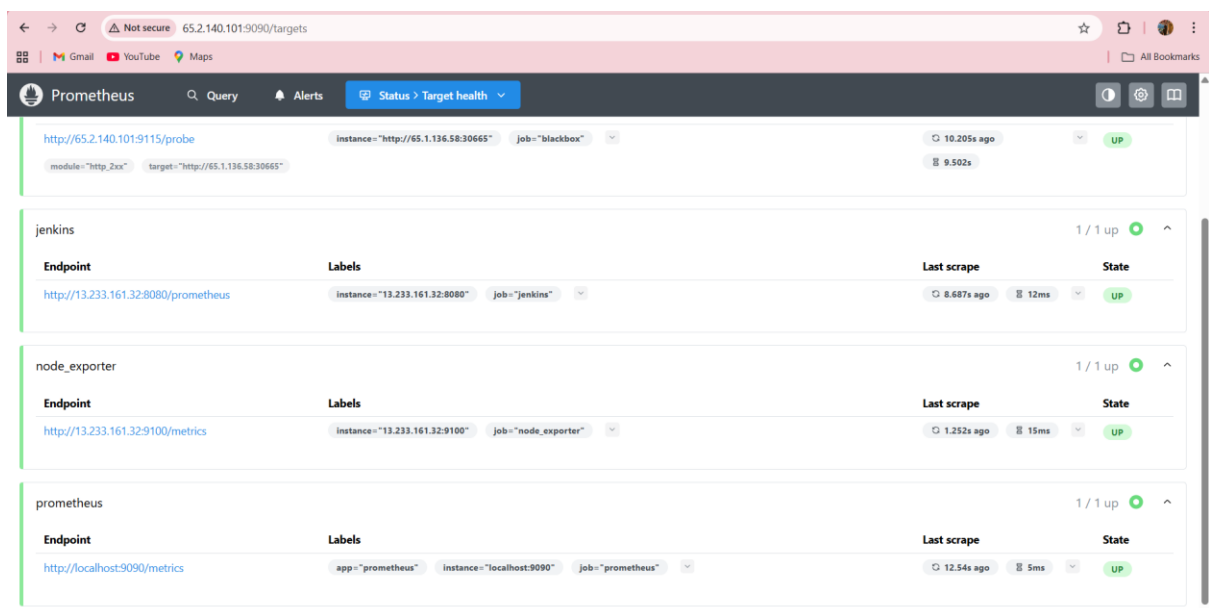 Not secure 65.2.140.101:9090/targets
Gmail YouTube Maps All Bookmarks
Prometheus Query Alerts Status > Target health
http://65.2.140.101:9115/probe instance="http://65.1.136.58:30665" job="blackbox" 10.205s ago UP
module="http_2xx" target="http://65.1.136.58:30665" 9.502s
jenkins 1 / 1 up
Endpoint Labels Last scrape State
http://13.233.161.32:8080/prometheus instance="13.233.161.32:8080" job="jenkins" 8.687s ago 12ms UP
node_exporter 1 / 1 up
Endpoint Labels Last scrape State
http://13.233.161.32:9100/metrics instance="13.233.161.32:9100" job="node_exporter" 1.252s ago 15ms UP
prometheus 1 / 1 up
Endpoint Labels Last scrape State
http://localhost:9090/metrics app="prometheus" instance="localhost:9090" job="prometheus" 12.54s ago 5ms UP